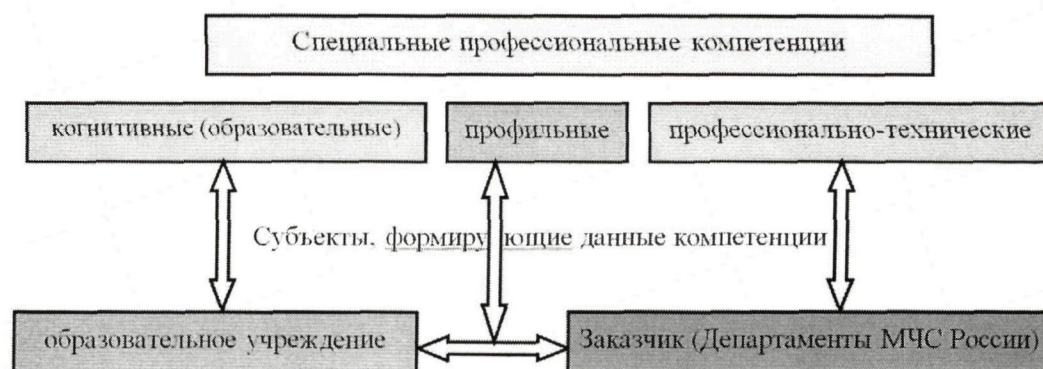 Специальные профессиональные компетенции
когнитивные (образовательные) профильные профессионально-технические
Субъекты, формирующие данные компетенции
образовательное учреждение Заказчик (Департаменты МЧС России)